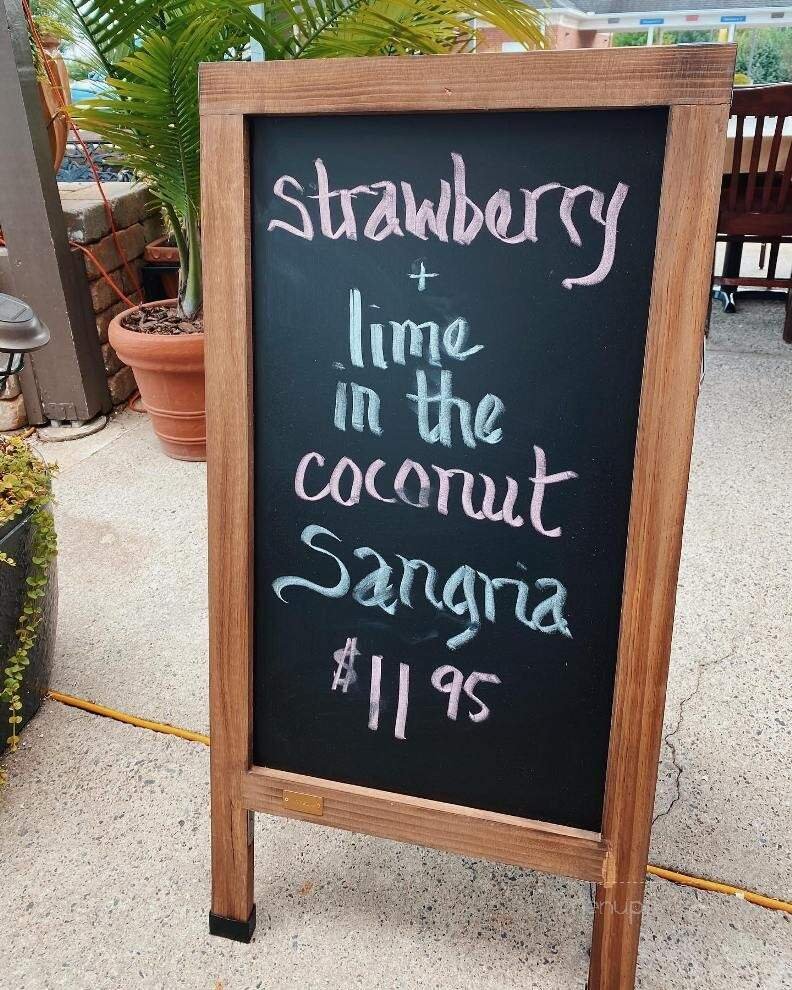 strawberry
+
lime
in the
coconut
Sangria
$11 95